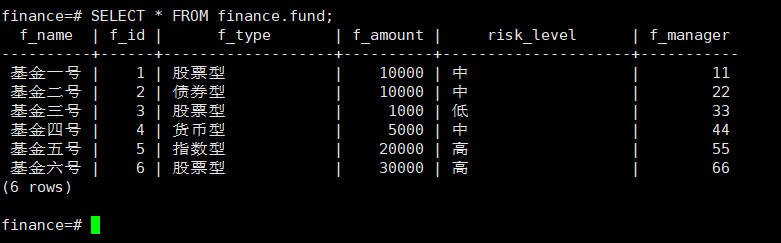 finance=# SELECT * FROM finance.fund;
f_name | f_id | f_type | f_amount | risk_level | f_manager
----------+------+--------------------+----------+---------------------+-----------
基金一号 | 1 | 股票型 | 10000 | 中 | 11
基金二号 | 2 | 债券型 | 10000 | 中 | 22
基金三号 | 3 | 股票型 | 1000 | 低 | 33
基金四号 | 4 | 货币型 | 5000 | 中 | 44
基金五号 | 5 | 指数型 | 20000 | 高 | 55
基金六号 | 6 | 股票型 | 30000 | 高 | 66
(6 rows)
finance=#